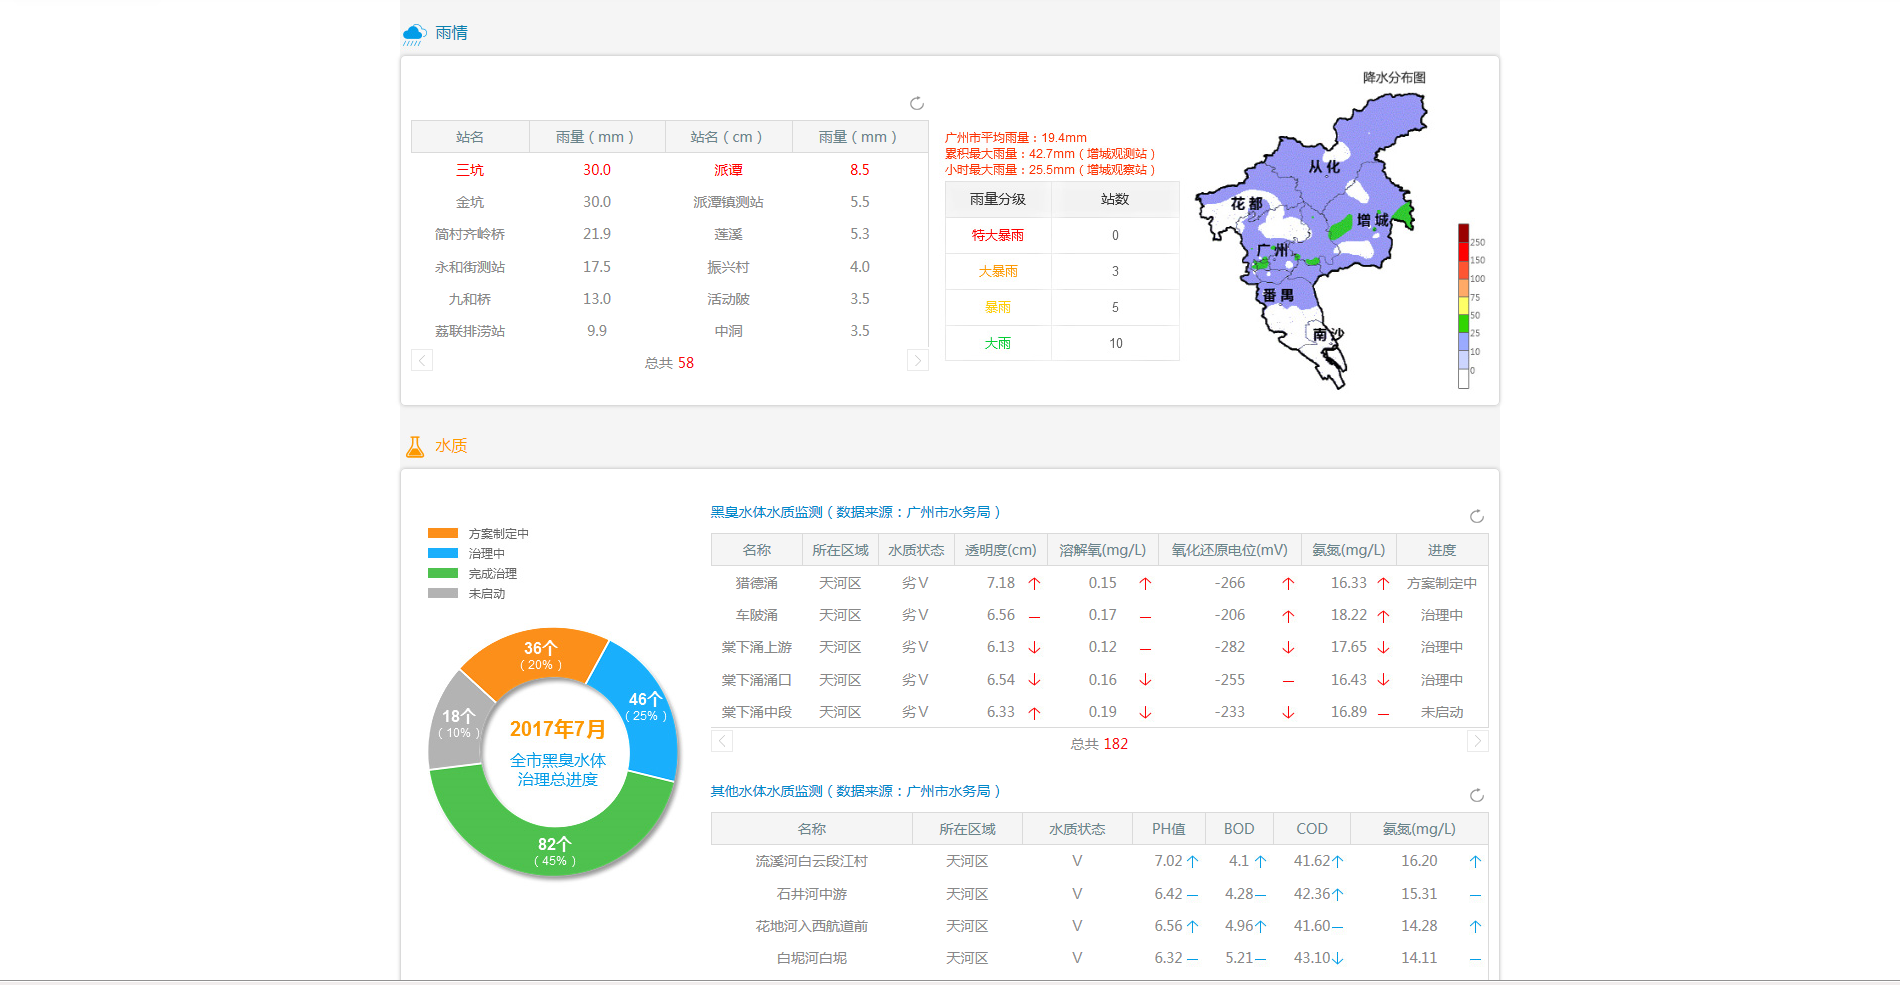 雨情
降水分布图
站名 雨量（mm） 站名（cm） 雨量（mm）
三坑 30.0 派潭 8.5
金坑 30.0 派潭镇测站 5.5
简村齐岭桥 21.9 莲溪 5.3
永和街测站 17.5 振兴村 4.0
九和桥 13.0 活动陂 3.5
荔联排涝站 9.9 中洞 3.5
总共 58
广州市平均雨量：19.4mm
累积最大雨量：42.7mm（增城观测站）
小时最大雨量：25.5mm（增城观察站）
雨量分级 站数
特大暴雨 0
大暴雨 3
暴雨 5
大雨 10
从化
花都
增城
广州
番禺
南沙
250
150
100
75
50
25
10
0
水质
方案制定中
治理中
完成治理
未启动
36个
（20%）
46个
（25%）
18个
（10%）
2017年7月
全市黑臭水体
治理总进度
82个
（45%）
黑臭水体水质监测（数据来源：广州市水务局）
名称 所在区域 水质状态 透明度(cm) 溶解氧(mg/L) 氧化还原电位(mV) 氨氮(mg/L) 进度
猎德涌 天河区 劣Ⅴ 7.18 ↑ 0.15 ↑ -266 ↑ 16.33 ↑ 方案制定中
车陂涌 天河区 劣Ⅴ 6.56 — 0.17 — -206 ↑ 18.22 ↑ 治理中
棠下涌上游 天河区 劣Ⅴ 6.13 ↓ 0.12 — -282 ↓ 17.65 ↓ 治理中
棠下涌涌口 天河区 劣Ⅴ 6.54 ↓ 0.16 ↓ -255 — 16.43 ↓ 治理中
棠下涌中段 天河区 劣Ⅴ 6.33 ↑ 0.19 ↓ -233 ↓ 16.89 — 未启动
总共 182
其他水体水质监测（数据来源：广州市水务局）
名称 所在区域 水质状态 PH值 BOD COD 氨氮(mg/L)
流溪河白云段江村 天河区 Ⅴ 7.02 ↑ 4.1 ↑ 41.62↑ 16.20 ↑
石井河中游 天河区 Ⅴ 6.42 — 4.28— 42.36↑ 15.31 —
花地河入西航道前 天河区 Ⅴ 6.56 ↑ 4.96↑ 41.60— 14.28 ↑
白坭河白坭 天河区 Ⅴ 6.32 — 5.21— 43.10↓ 14.11 —